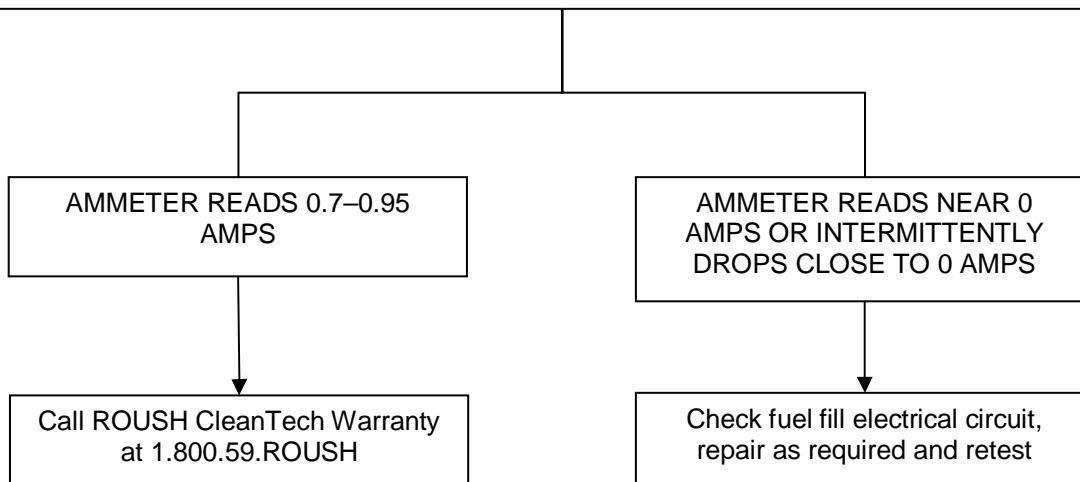 AMMETER READS 0.7–0.95
AMPS
AMMETER READS NEAR 0
AMPS OR INTERMITTENTLY
DROPS CLOSE TO 0 AMPS
Call ROUSH CleanTech Warranty
at 1.800.59.ROUSH
Check fuel fill electrical circuit,
repair as required and retest